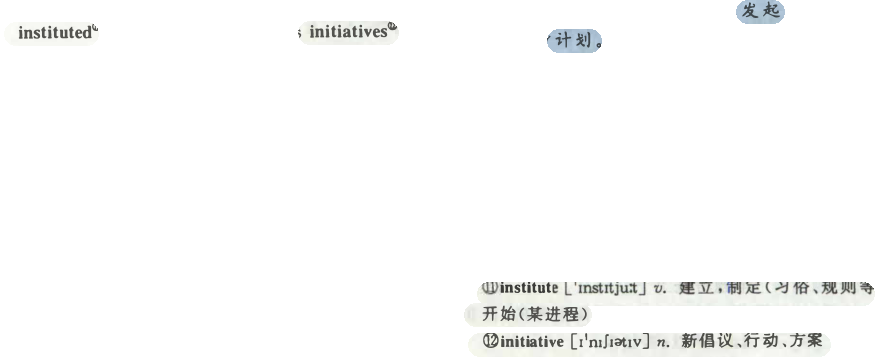 instituted⑪ initiatives⑫
发起
计划。
⑪institute [ˈɪnstɪtjuːt] v. 建立,制定(习俗、规则等
开始(某进程)
⑫initiative [ɪˈnɪʃɪətɪv] n. 新倡议、行动、方案